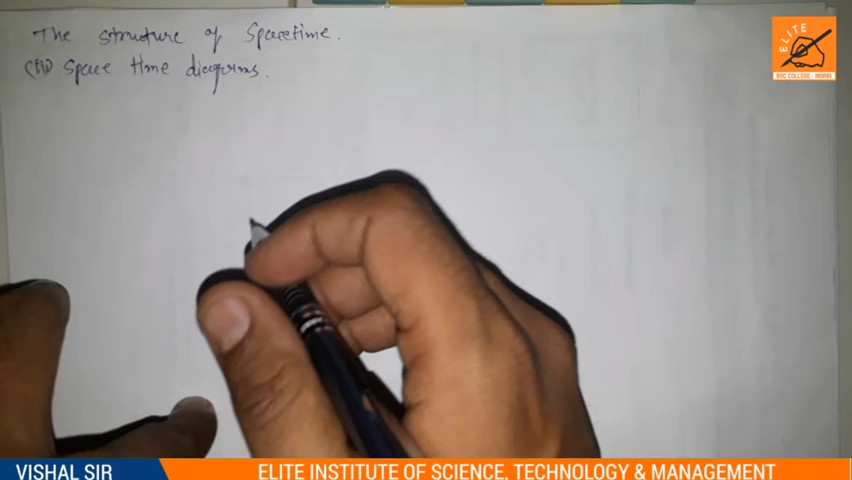 The structure of Spacetime.
(iii) Space time diagrams.
ELITE
BSC COLLEGE : MORBI
VISHAL SIR
ELITE INSTITUTE OF SCIENCE, TECHNOLOGY & MANAGEMENT